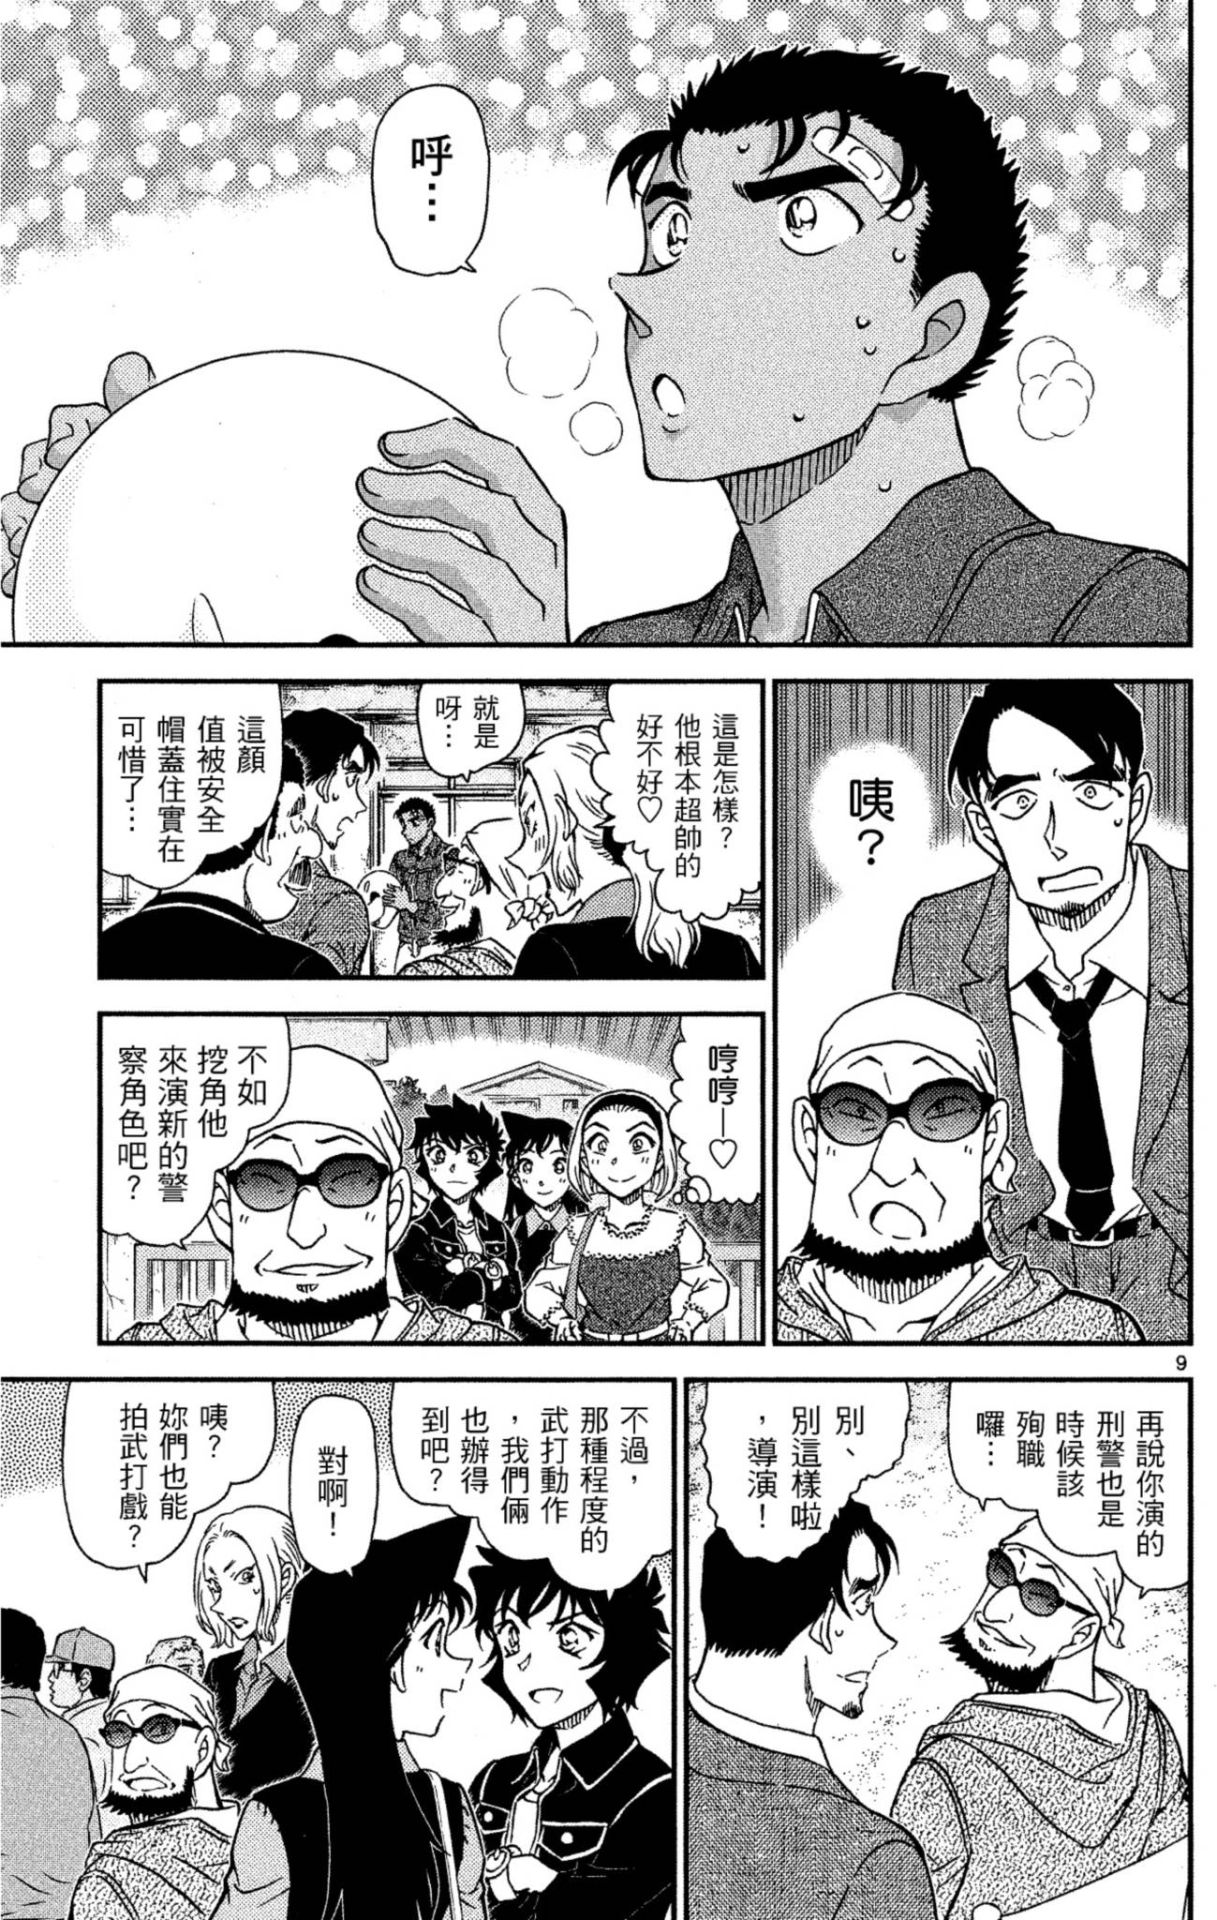 呼…
這是怎樣？
他根本超帥的
好不好♡
就是
呀…
這顏
值被安全
帽蓋住實在
可惜了…
咦？
哼哼—♡
不如
挖角他
來演新的警
察角色吧？
9
再說你演的
刑警也是
時候該
殉職
囉…
別、
別這樣啦
，導演！
不過，
那種程度的
武打動作
，我們倆
也辦得
到吧？
對啊！
咦？
妳們也能
拍武打戲？